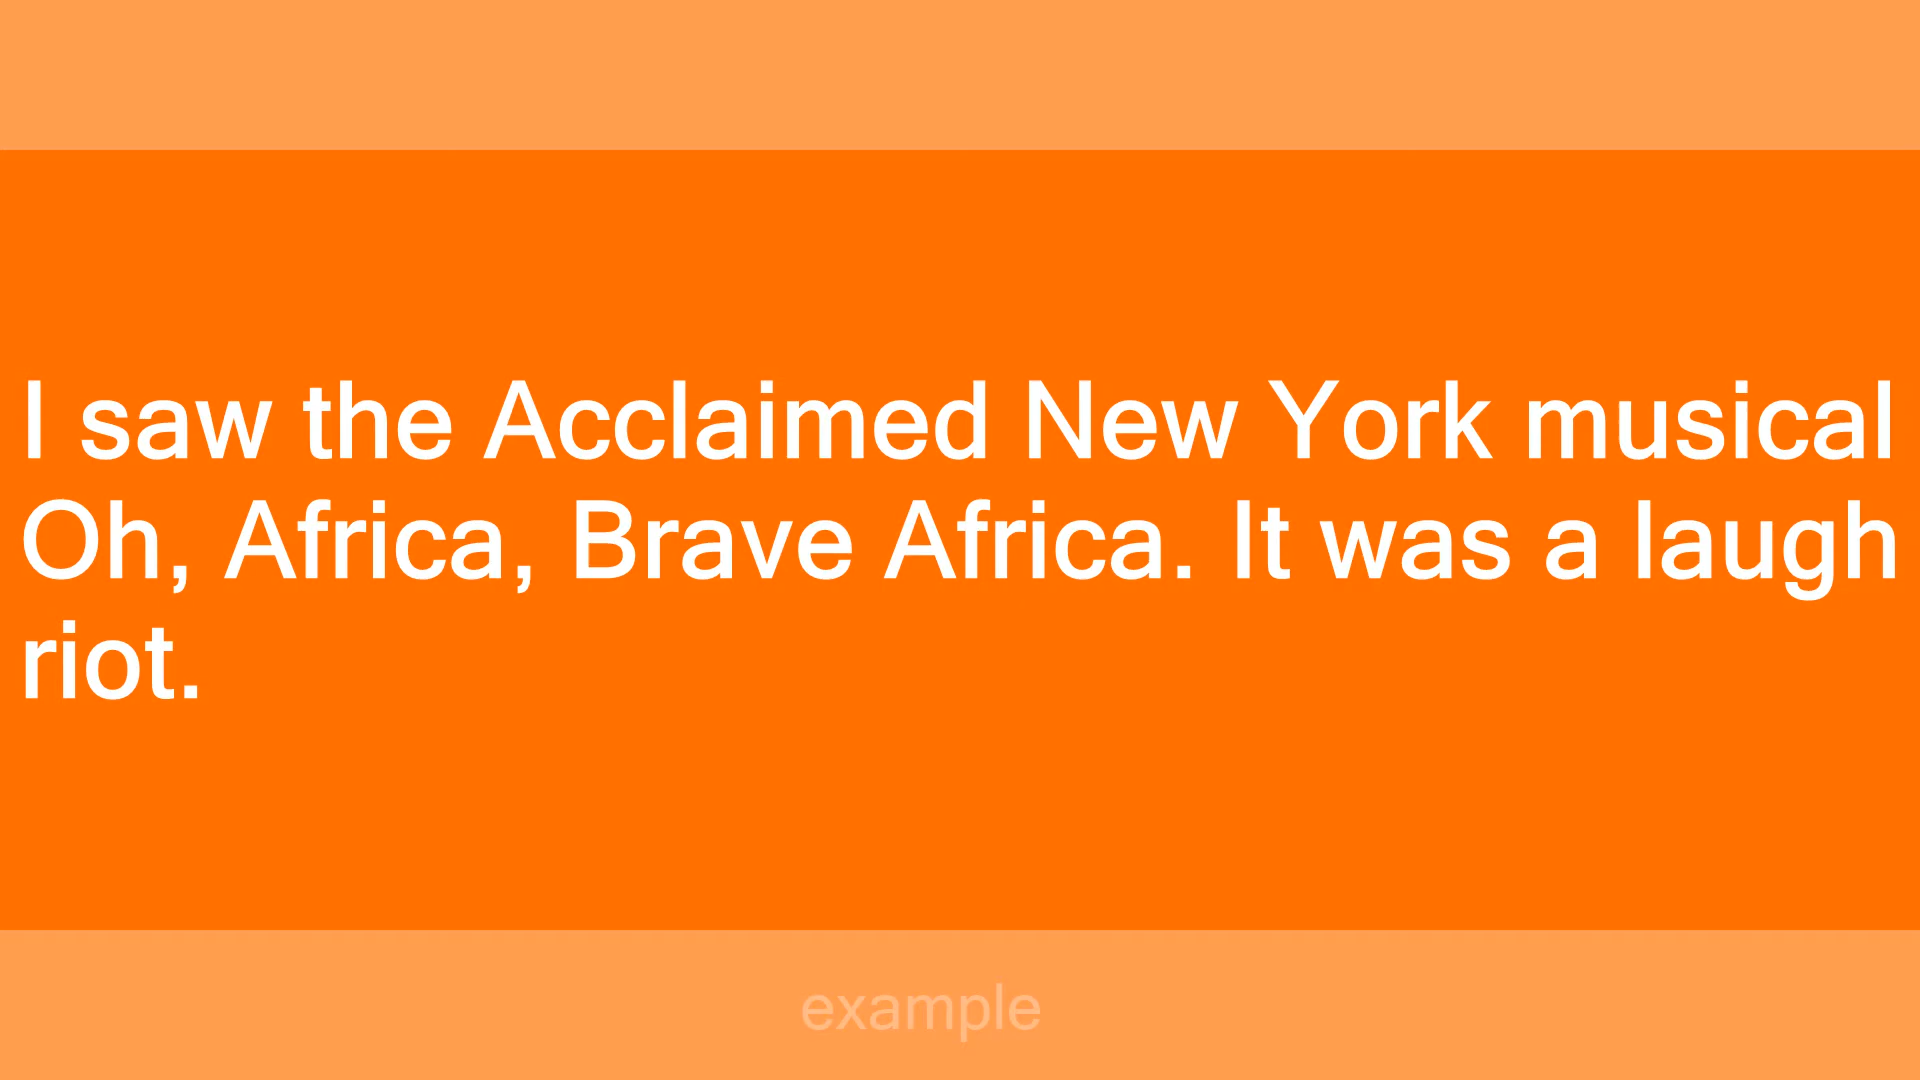 I saw the Acclaimed New York musical
Oh, Africa, Brave Africa. It was a laugh
riot.
example